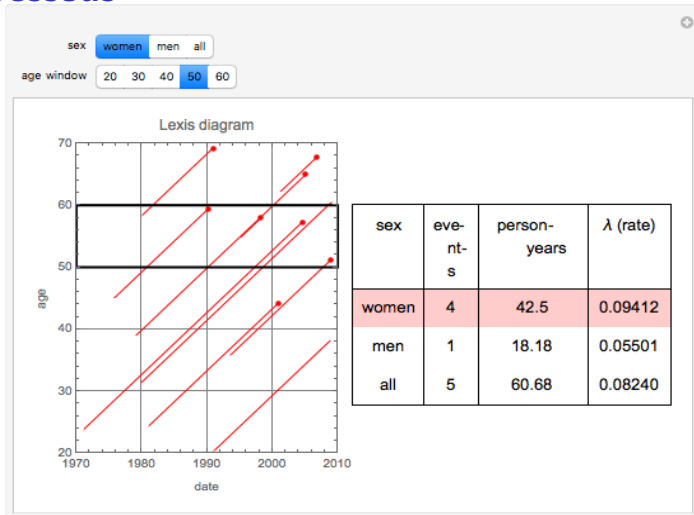 sex women men all
age window 20 30 40 50 60
Lexis diagram
70
60
50
40
30
20
age
1970 1980 1990 2000 2010
date
sex eve- person- λ (rate)
nt- years
s
women 4 42.5 0.09412
men 1 18.18 0.05501
all 5 60.68 0.08240